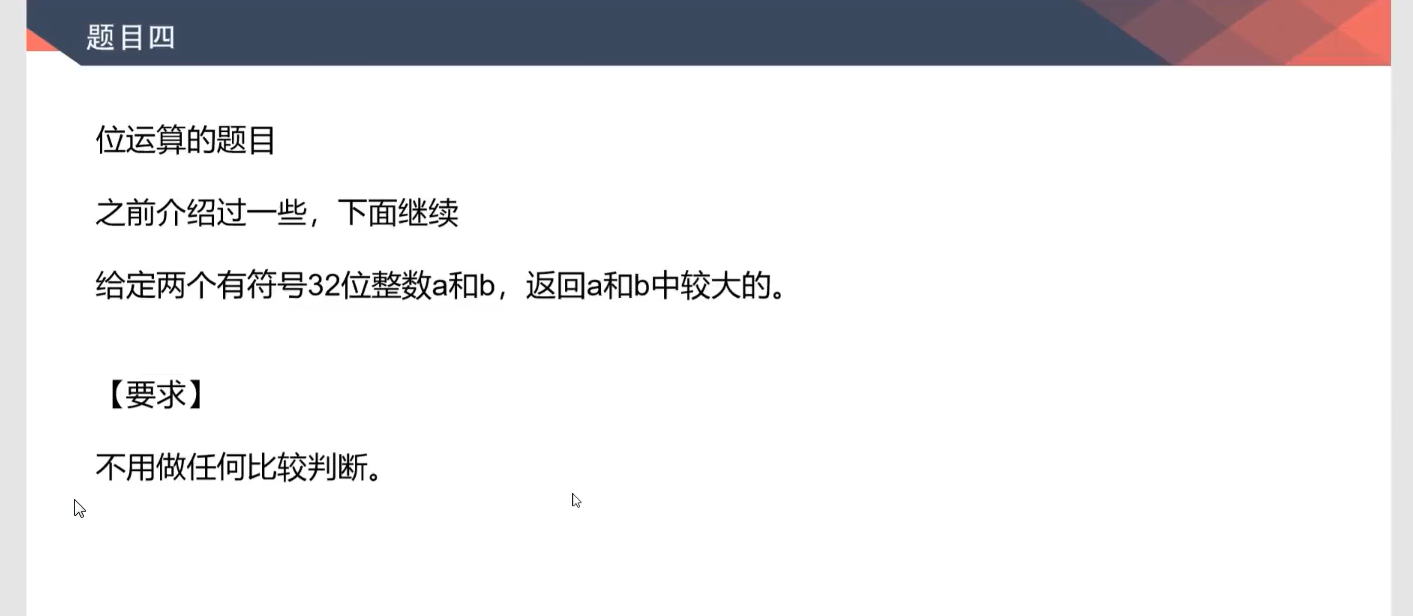 题目四
位运算的题目
之前介绍过一些，下面继续
给定两个有符号32位整数a和b，返回a和b中较大的。
【要求】
不用做任何比较判断。